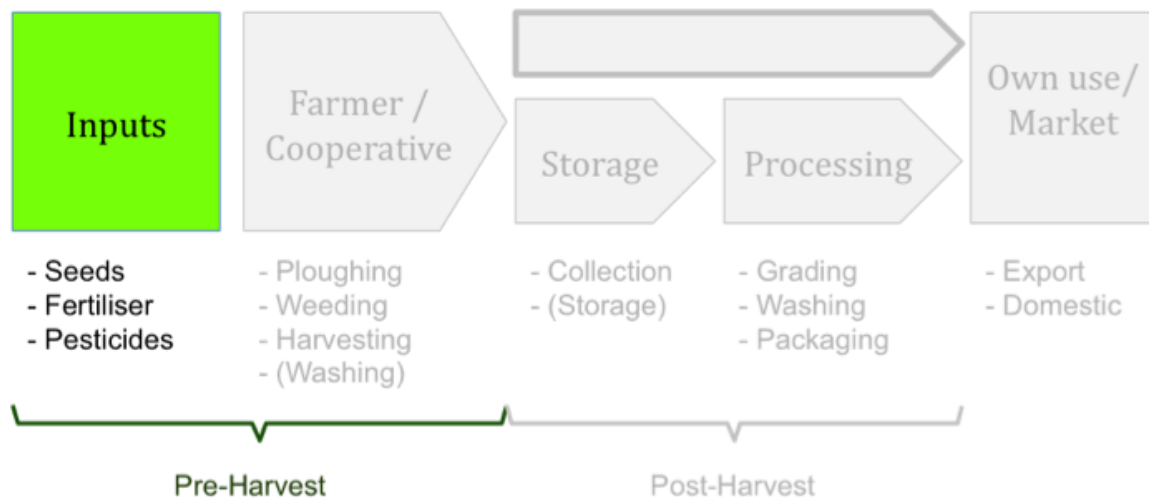 Inputs
Farmer /
Cooperative
Storage
Processing
Own use/
Market
- Seeds
- Fertiliser
- Pesticides
- Ploughing
- Weeding
- Harvesting
- (Washing)
- Collection
- (Storage)
- Grading
- Washing
- Packaging
- Export
- Domestic
Pre-Harvest
Post-Harvest